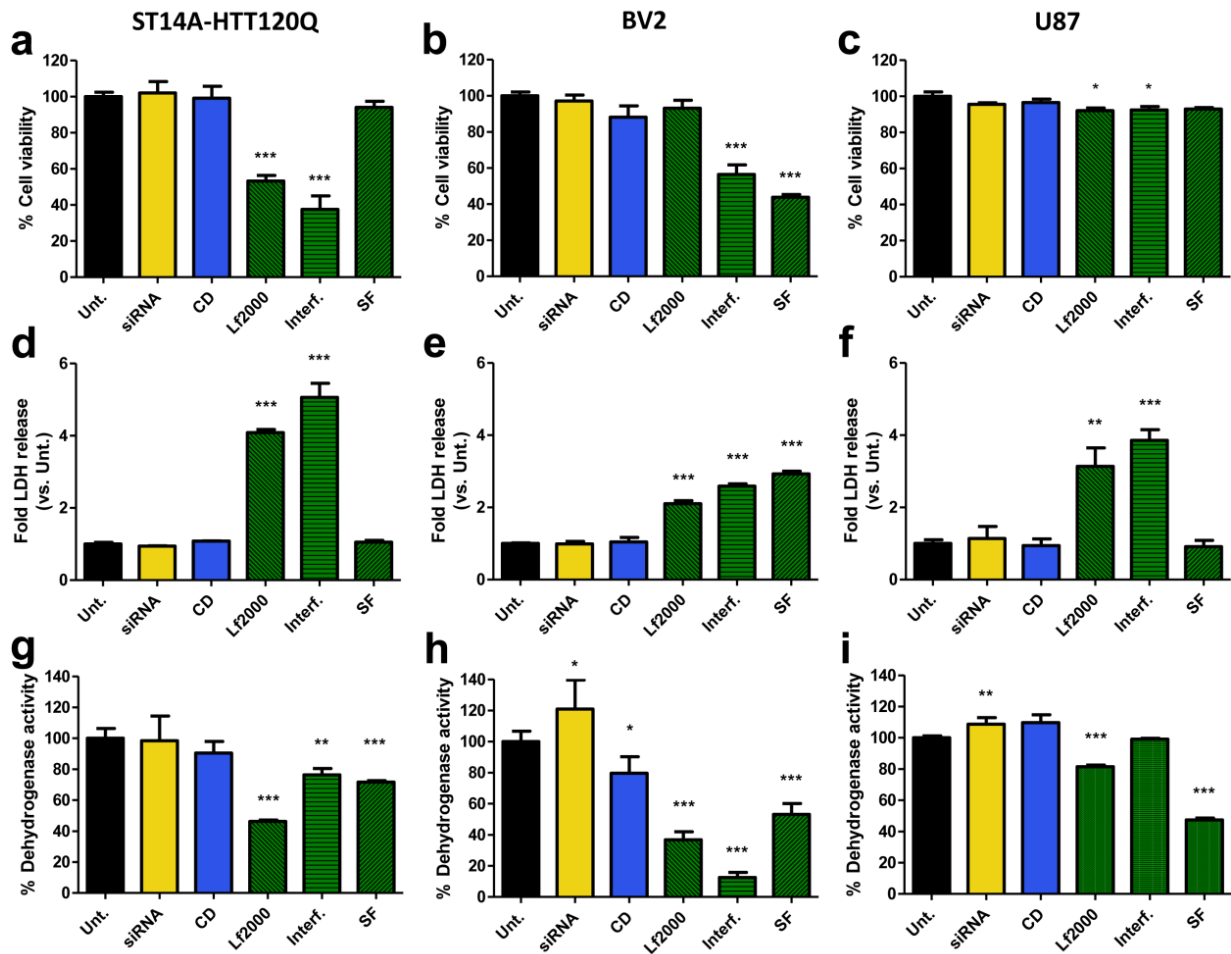 ST14A-HTT120Q
BV2
U87
a
b
c
120
100
80
60
40
20
0
% Cell viability
***
***
Unt.
siRNA
CD
Lf2000
Interf.
SF
120
100
80
60
40
20
0
% Cell viability
***
***
Unt.
siRNA
CD
Lf2000
Interf.
SF
120
100
80
60
40
20
0
% Cell viability
*
*
Unt.
siRNA
CD
Lf2000
Interf.
SF
d
e
f
6
4
2
0
Fold LDH release
(vs. Unt.)
***
***
Unt.
siRNA
CD
Lf2000
Interf.
SF
6
4
2
0
Fold LDH release
(vs. Unt.)
***
***
***
Unt.
siRNA
CD
Lf2000
Interf.
SF
6
4
2
0
Fold LDH release
(vs. Unt.)
**
***
Unt.
siRNA
CD
Lf2000
Interf.
SF
g
h
i
140
120
100
80
60
40
20
0
% Dehydrogenase activity
***
**
***
Unt.
siRNA
CD
Lf2000
Interf.
SF
140
120
100
80
60
40
20
0
% Dehydrogenase activity
*
*
***
***
***
Unt.
siRNA
CD
Lf2000
Interf.
SF
140
120
100
80
60
40
20
0
% Dehydrogenase activity
**
***
***
Unt.
siRNA
CD
Lf2000
Interf.
SF